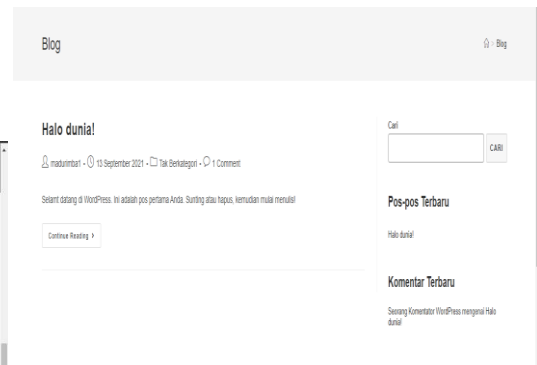 Blog
> Blog
Halo dunia!
madurimba1 - 13 September 2021 - Tak Berkategori - 1 Comment
Selamt datang di WordPress. Ini adalah pos pertama Anda. Sunting atau hapus, kemudian mulai menulis!
Continue Reading >
Cari
CARI
Pos-pos Terbaru
Halo dunia!
Komentar Terbaru
Seorang Komentator WordPress mengenai Halo
dunia!